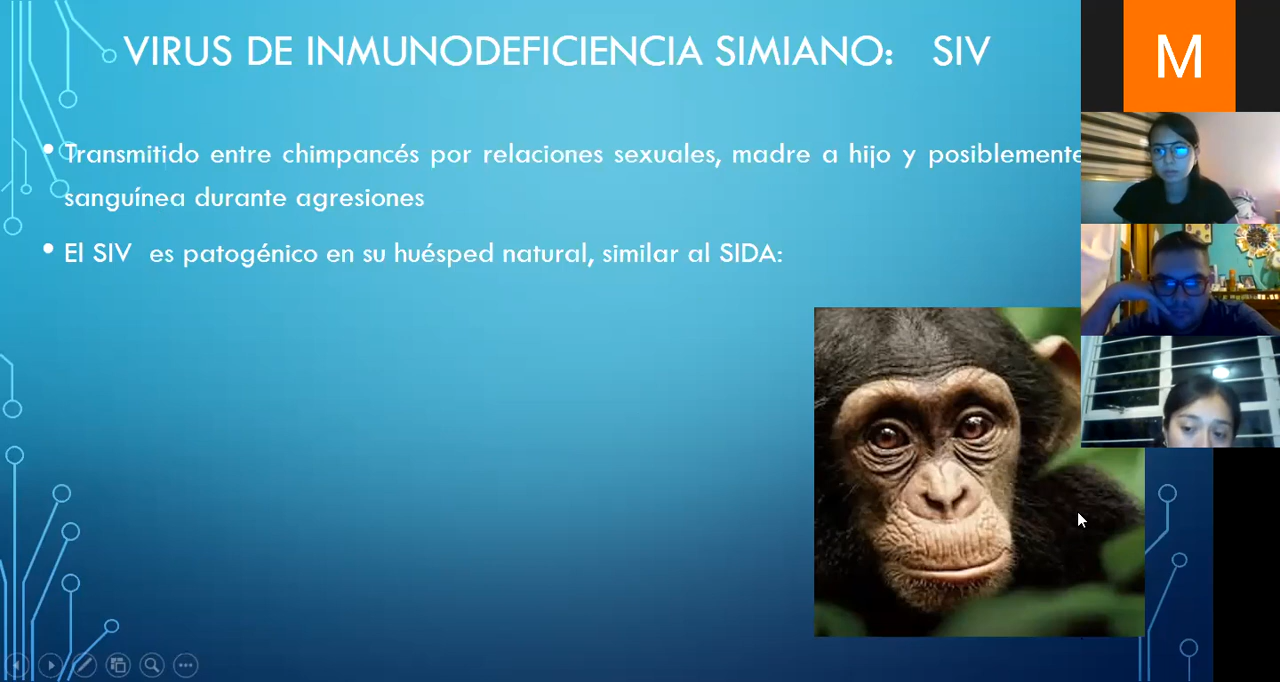 VIRUS DE INMUNODEFICIENCIA SIMIANO: SIV
M
• Transmitido entre chimpancés por relaciones sexuales, madre a hijo y posiblemente
sanguínea durante agresiones
• El SIV es patogénico en su huésped natural, similar al SIDA: